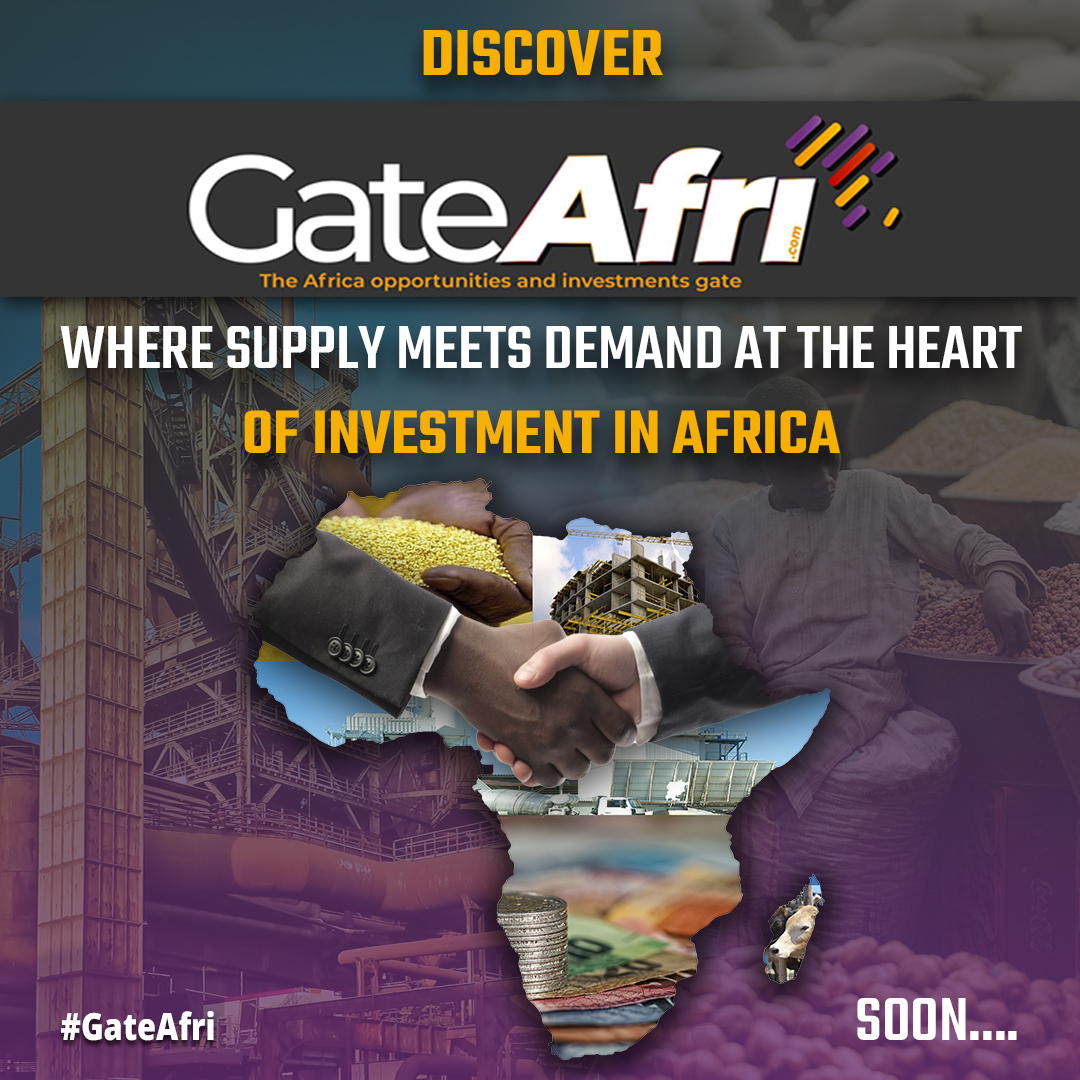 DISCOVER
GateAfri.com
The Africa opportunities and investments gate
WHERE SUPPLY MEETS DEMAND AT THE HEART
OF INVESTMENT IN AFRICA
#GateAfri
SOON....